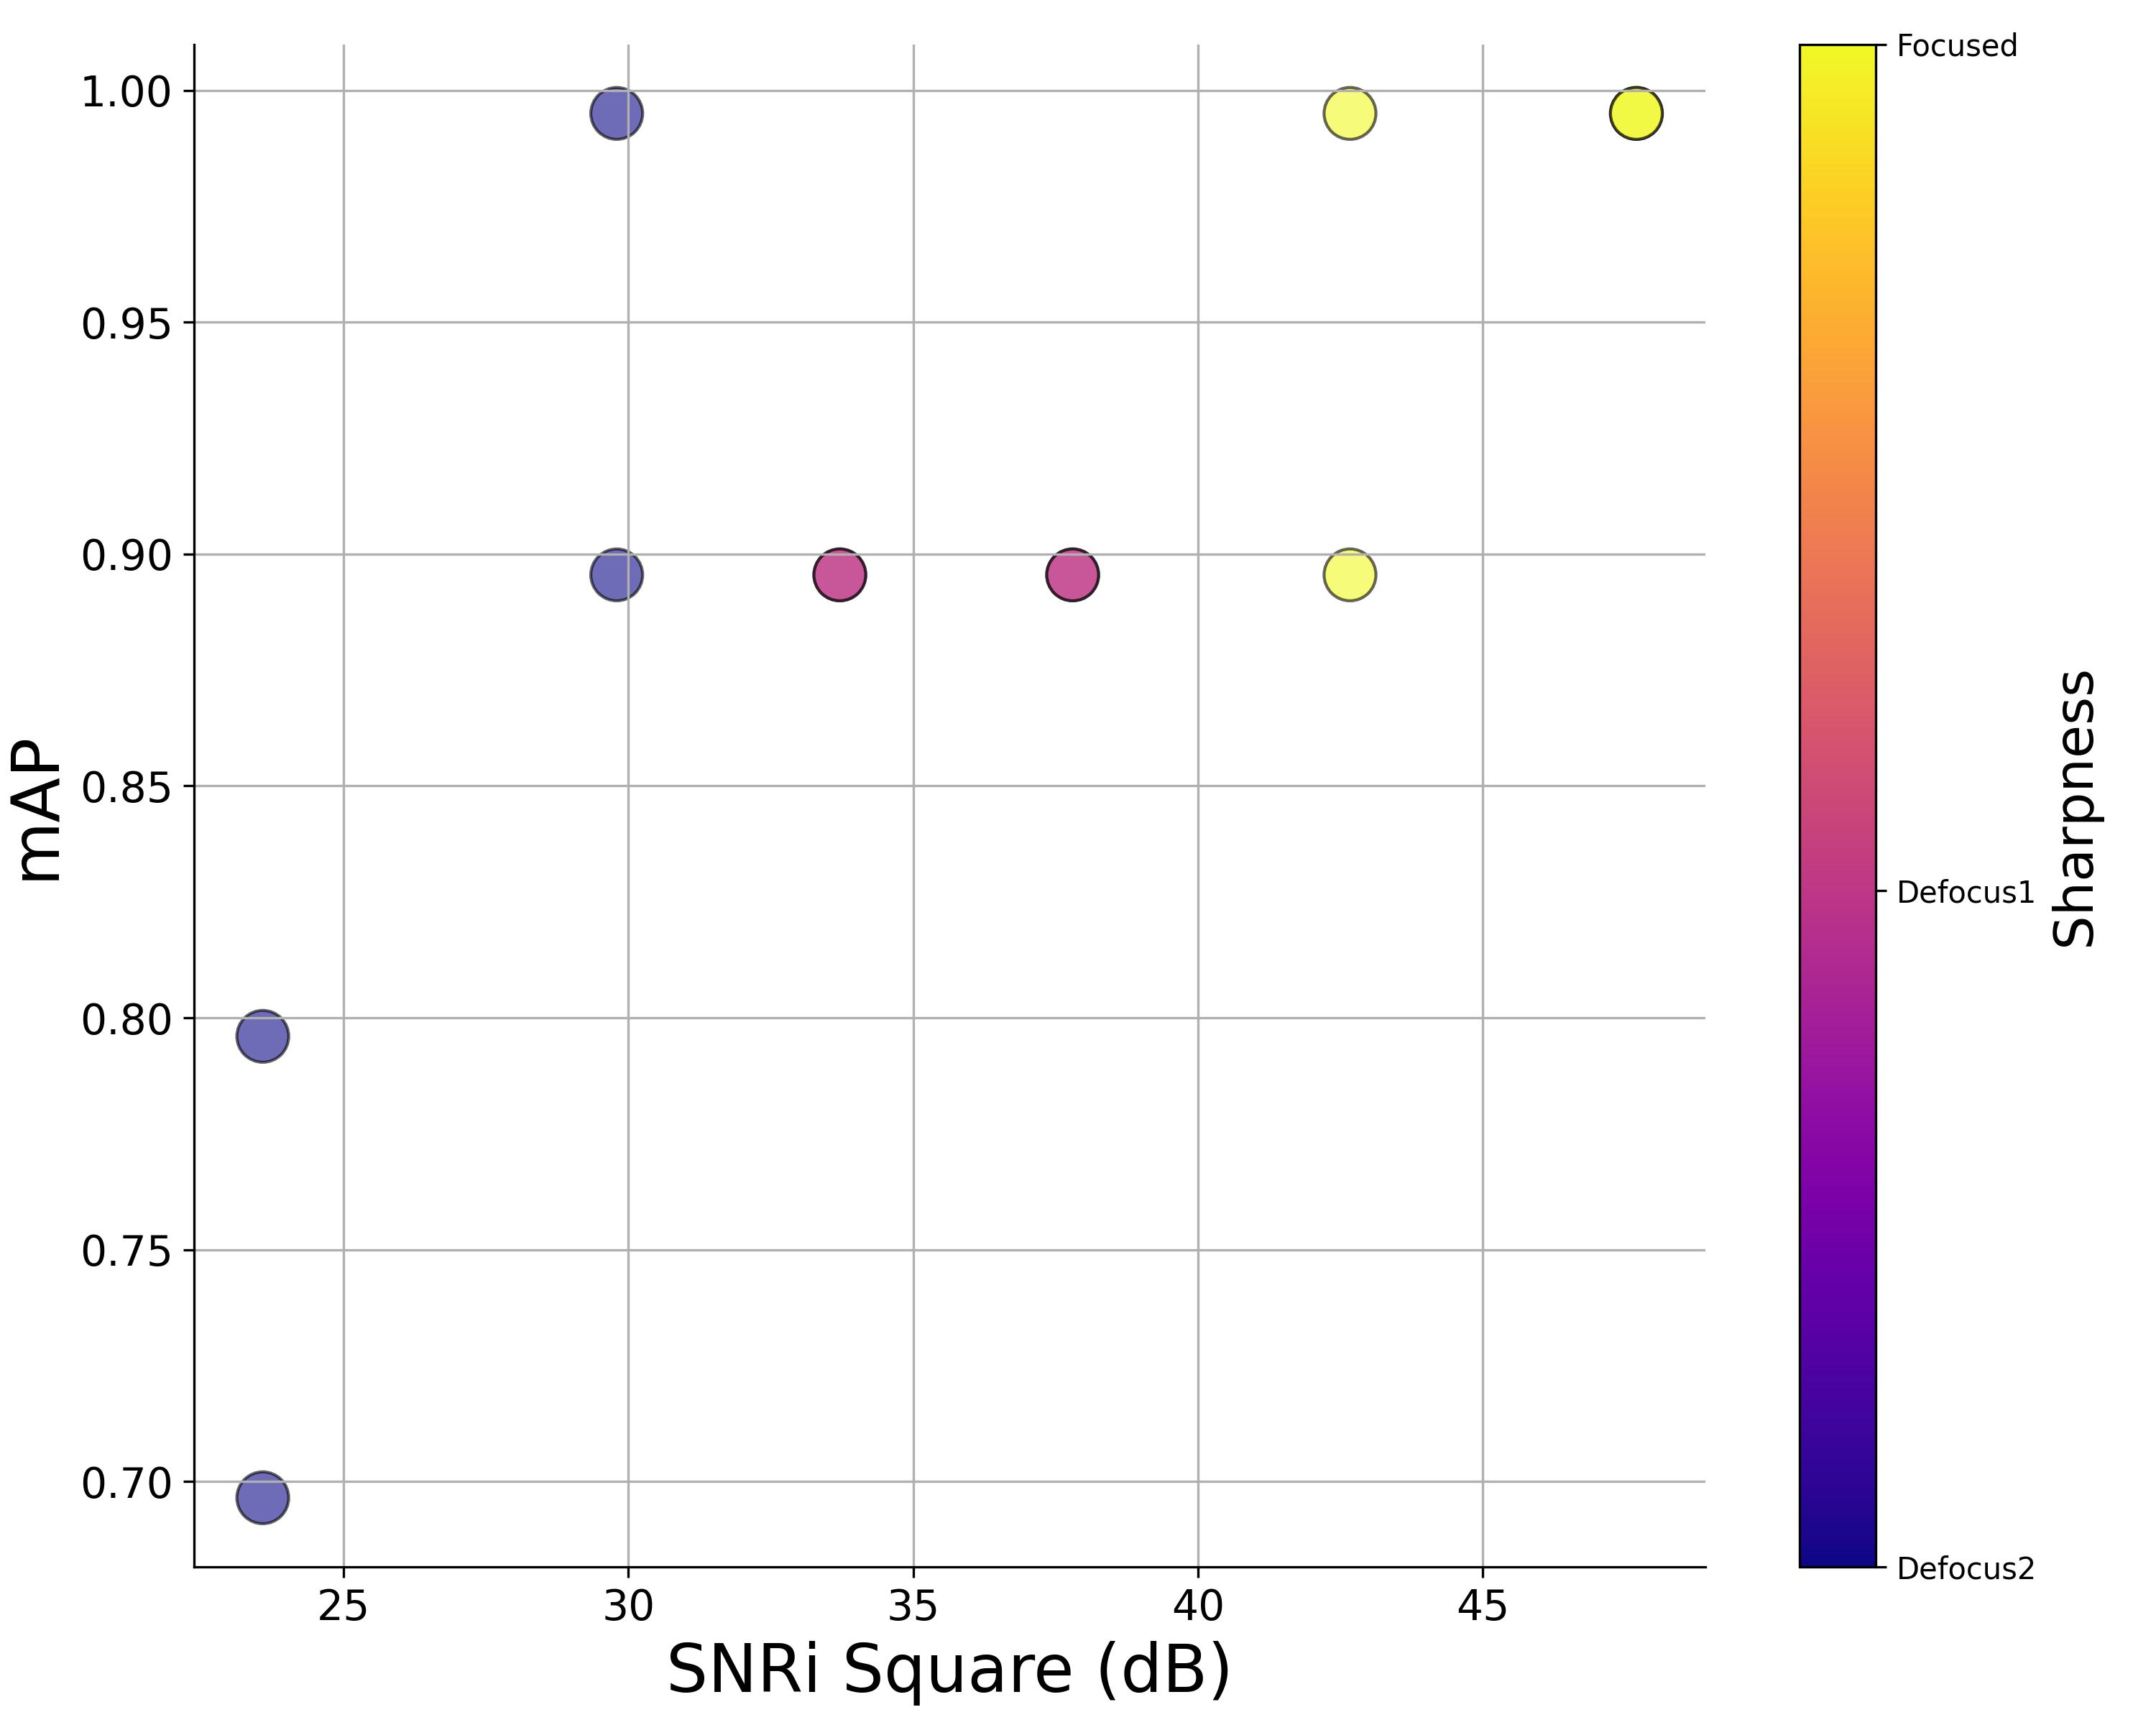 1.00
0.95
0.90
0.85
0.80
0.75
0.70
mAP
25 30 35 40 45
SNRi Square (dB)
Focused
Defocus1
Defocus2
Sharpness